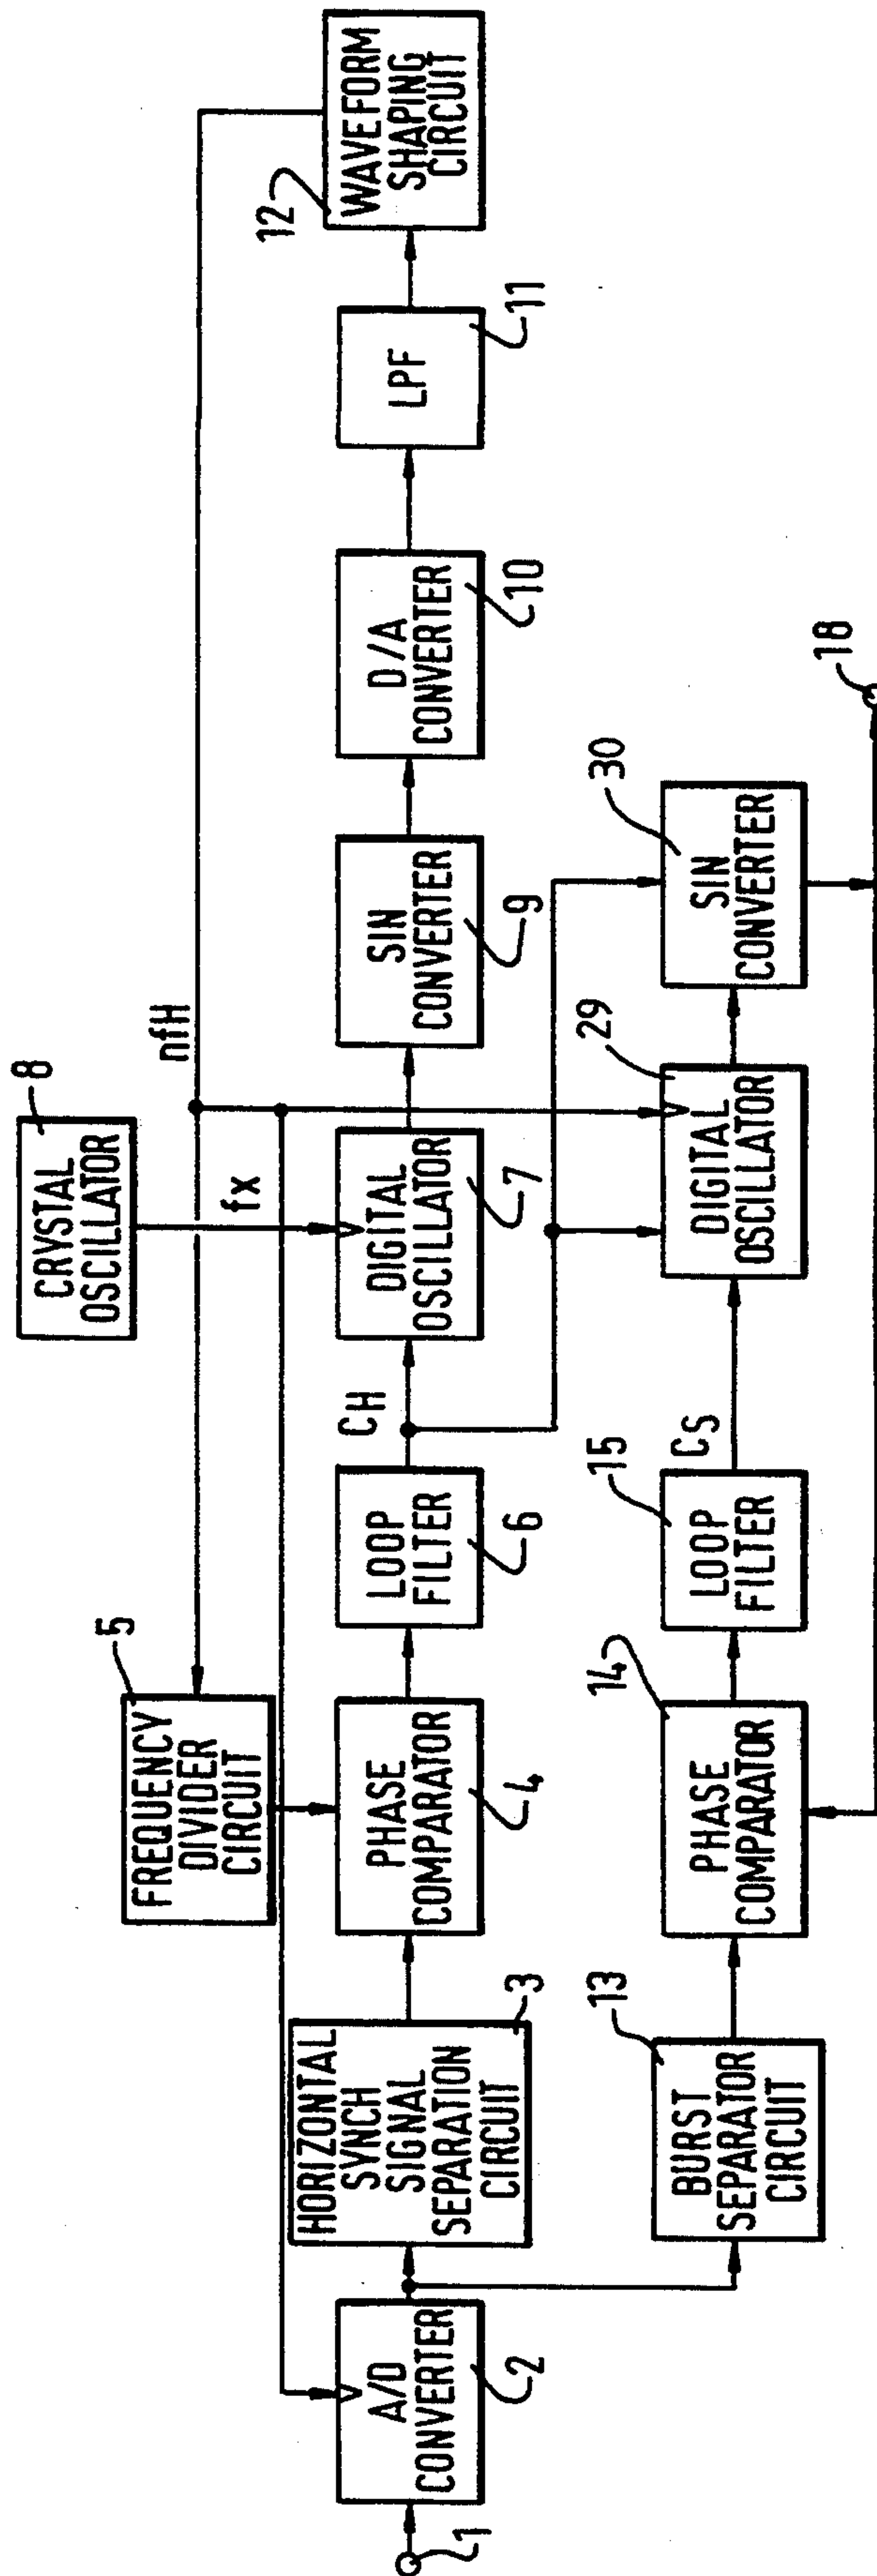 8
CRYSTAL
OSCILLATOR
5
FREQUENCY
DIVIDER
CIRCUIT
nfH
fx
1
A/D
CONVERTER
2
HORIZONTAL
SYNCH
SIGNAL
SEPARATION
CIRCUIT
3
PHASE
COMPARATOR
4
LOOP
FILTER
6
CH
DIGITAL
OSCILLATOR
7
SIN
CONVERTER
9
D/A
CONVERTER
10
LPF
11
12
WAVEFORM
SHAPING
CIRCUIT
13
BURST
SEPARATOR
CIRCUIT
14
PHASE
COMPARATOR
15
LOOP
FILTER
CS
29
DIGITAL
OSCILLATOR
30
SIN
CONVERTER
18